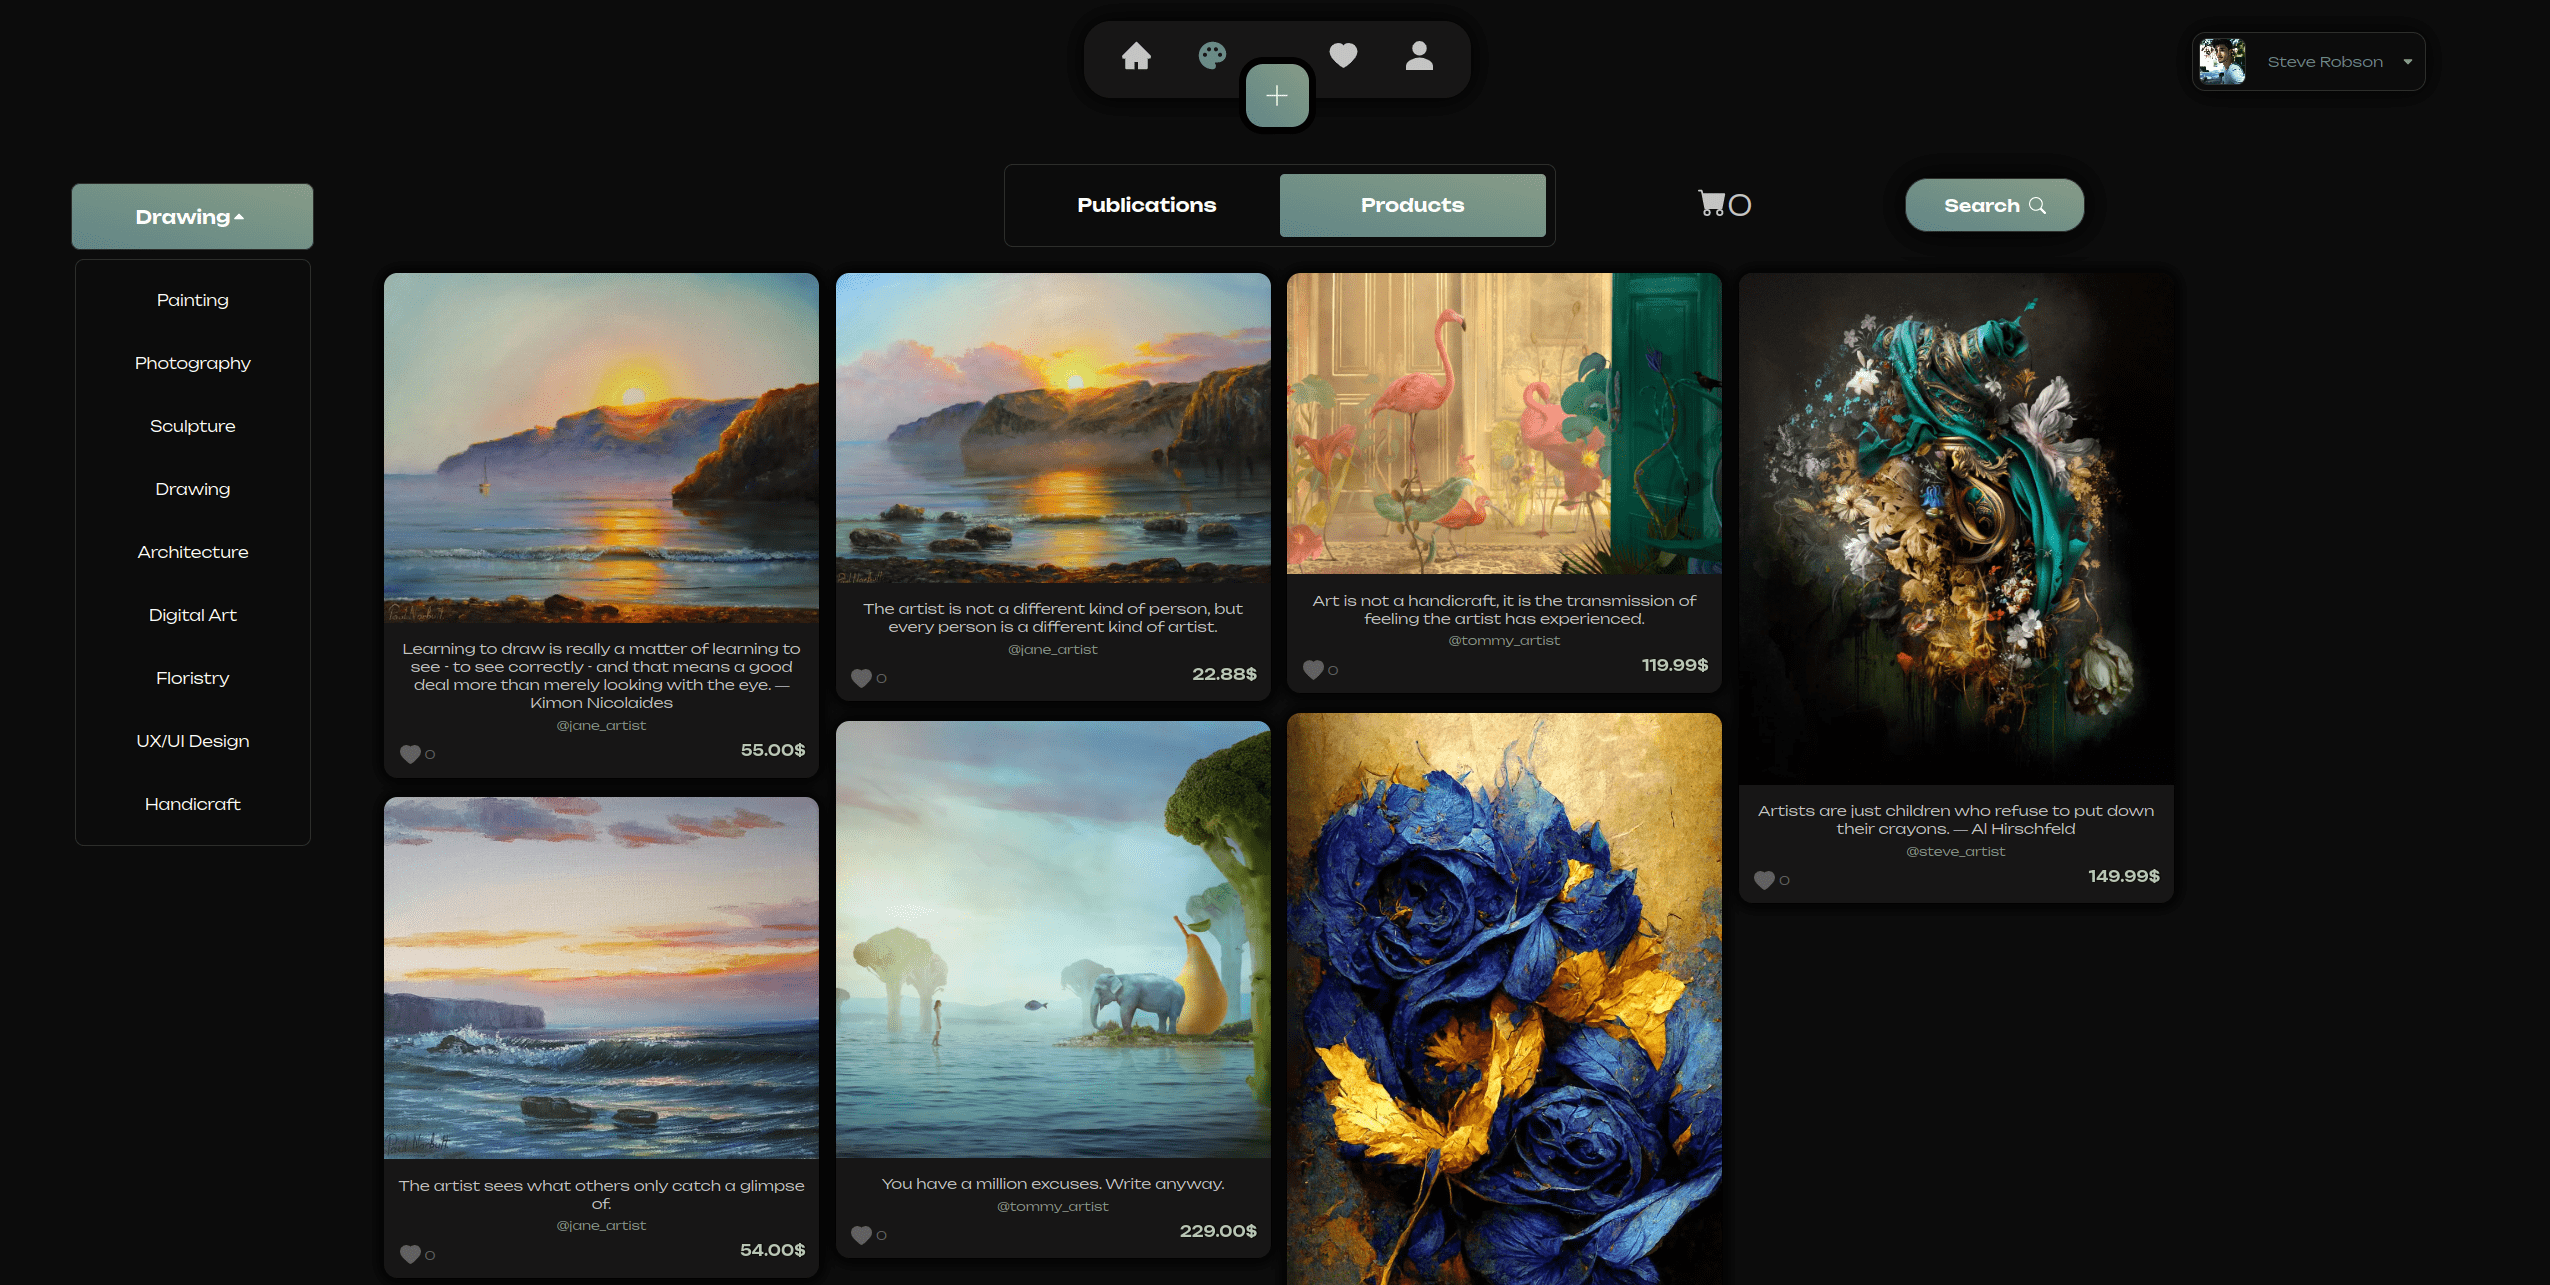 Steve Robson
Publications
Products
0
Search
Drawing
Painting
Photography
Sculpture
Drawing
Architecture
Digital Art
Floristry
UX/UI Design
Handicraft
Learning to draw is really a matter of learning to
see - to see correctly - and that means a good
deal more than merely looking with the eye. —
Kimon Nicolaides
@jane_artist
0
55.00$
The artist is not a different kind of person, but
every person is a different kind of artist.
@jane_artist
0
22.88$
Art is not a handicraft, it is the transmission of
feeling the artist has experienced.
@tommy_artist
0
119.99$
Artists are just children who refuse to put down
their crayons. — Al Hirschfeld
@steve_artist
0
149.99$
The artist sees what others only catch a glimpse
of.
@jane_artist
0
54.00$
You have a million excuses. Write anyway.
@tommy_artist
0
229.00$